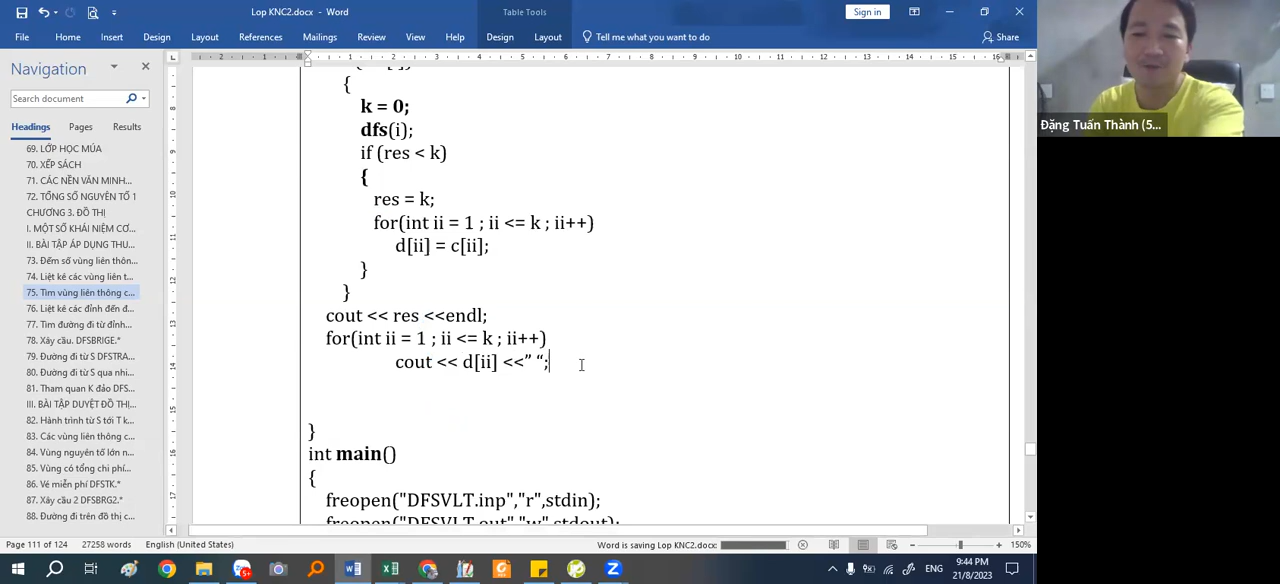 Lop KNC2.docx - Word
Table Tools
Sign in
File Home Insert Design Layout References Mailings Review View Help Design Layout Tell me what you want to do Share
Navigation
Search document
Headings Pages Results
69. LỚP HỌC MÚA
70. XẾP SÁCH
71. CÁC NỀN VĂN MINH...
72. TỔNG SỐ NGUYÊN TỐ 1
CHƯƠNG 3. ĐỒ THỊ
I. MỘT SỐ KHÁI NIỆM CƠ...
II. BÀI TẬP ÁP DỤNG THU...
73. Đếm số vùng liên thôn...
74. Liệt kê các vùng liên t...
75. Tìm vùng liên thông c...
76. Liệt kê các đỉnh đến đ...
77. Tìm đường đi từ đỉnh...
78. Xây cầu. DFSBRIGE.*
79. Đường đi từ S DFSTRA...
80. Đường đi từ S qua nhi...
81. Tham quan K đảo DFS...
III. BÀI TẬP DUYỆT ĐỒ TH...
82. Hành trình từ S tới T k...
83. Các vùng liên thông c...
84. Vùng nguyên tố lớn n...
85. Vùng có tổng chi phí...
86. Vé miễn phí DFSTK.*
87. Xây cầu 2 DFSBRG2.*
88. Đường đi trên đồ thị c...
{
k = 0;
dfs(i);
if (res < k)
{
res = k;
for(int ii = 1 ; ii <= k ; ii++)
d[ii] = c[ii];
}
}
cout << res <<endl;
for(int ii = 1 ; ii <= k ; ii++)
cout << d[ii] <<” “;
}
int main()
{
freopen("DFSVLT.inp","r",stdin);
freopen("DFSVLT.out","w",stdout);
Đặng Tuấn Thành (5...
Page 111 of 124 27258 words English (United States) Word is saving Lop KNC2.docx: 150%
ENG 9:44 PM
21/8/2023